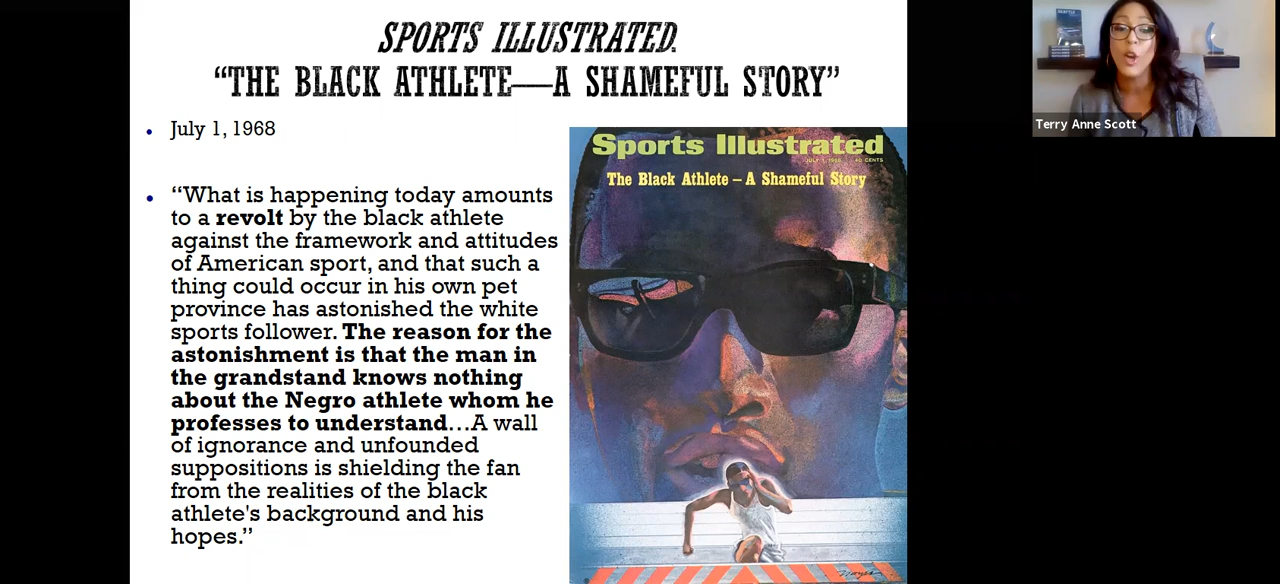 SPORTS ILLUSTRATED.
“THE BLACK ATHLETE—A SHAMEFUL STORY”
• July 1, 1968
• “What is happening today amounts
to a revolt by the black athlete
against the framework and attitudes
of American sport, and that such a
thing could occur in his own pet
province has astonished the white
sports follower. The reason for the
astonishment is that the man in
the grandstand knows nothing
about the Negro athlete whom he
professes to understand…A wall
of ignorance and unfounded
suppositions is shielding the fan
from the realities of the black
athlete's background and his
hopes.”
Sports Illustrated
JULY 1, 1968 40 CENTS
The Black Athlete – A Shameful Story
Terry Anne Scott